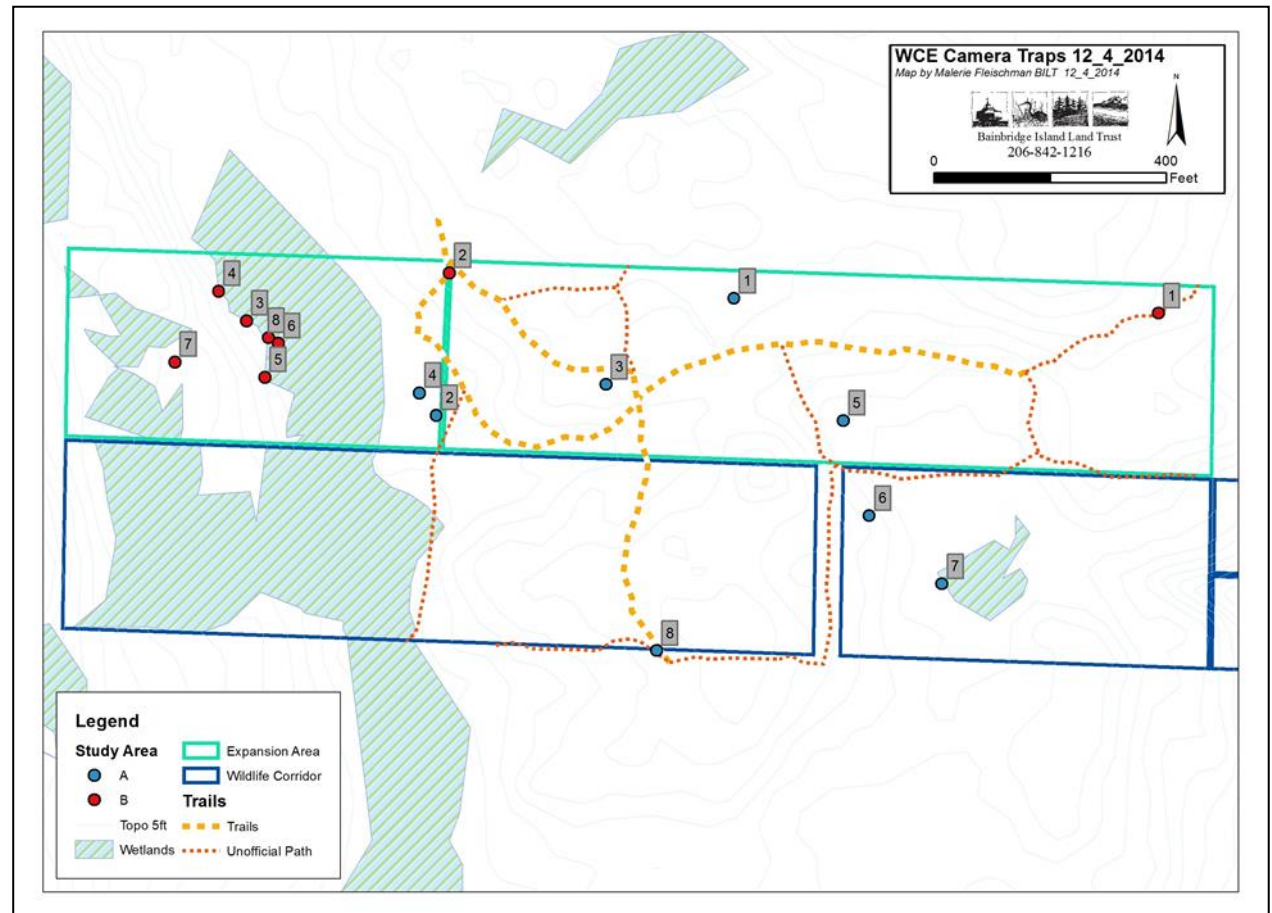 WCE Camera Traps 12_4_2014
Map by Malerie Fleischman BILT 12_4_2014
N
Bainbridge Island Land Trust
206-842-1216
0 400
Feet
2
1
4
1
3
8
6
7
5
3
4
2
5
6
7
8
Legend
Study Area
A
B
Topo 5ft
Wetlands
Expansion Area
Wildlife Corridor
Trails
Trails
Unofficial Path